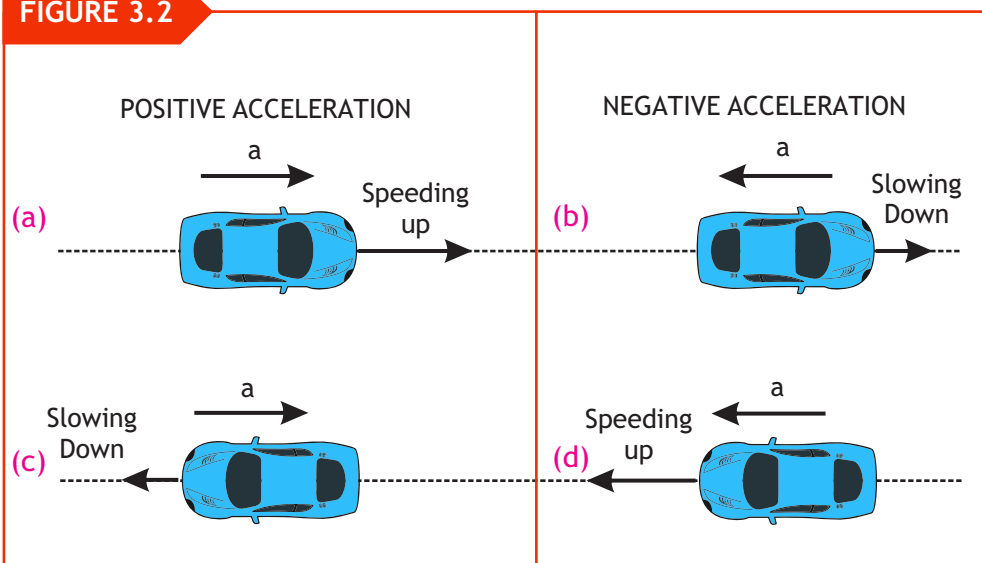 FIGURE 3.2
POSITIVE ACCELERATION
a
Speeding
up
(a)
NEGATIVE ACCELERATION
a
Slowing
Down
(b)
a
Slowing
Down
(c)
a
Speeding
up
(d)